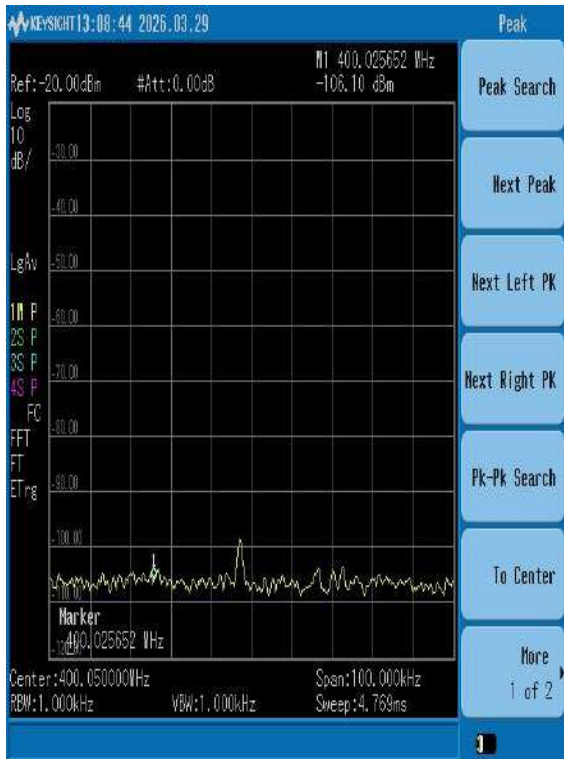 KEYSIGHT 13:08:44 2026.03.29
Peak
M1 400.025652 MHz
Ref:-20.00dBm #Att:0.00dB -106.10 dBm
Log
10
dB/
-30.00
-40.00
LgAv
-50.00
1M P
-60.00
2S P
3S P
-70.00
4S P
FC
-80.00
FFT
FT
ETrg
-90.00
-100.00
-110.00
Marker
400.025652 MHz
Center:400.050000MHz Span:100.000kHz
RBW:1.000kHz VBW:1.000kHz Sweep:4.769ms
Peak Search
Next Peak
Next Left PK
Next Right PK
Pk-Pk Search
To Center
More
1 of 2